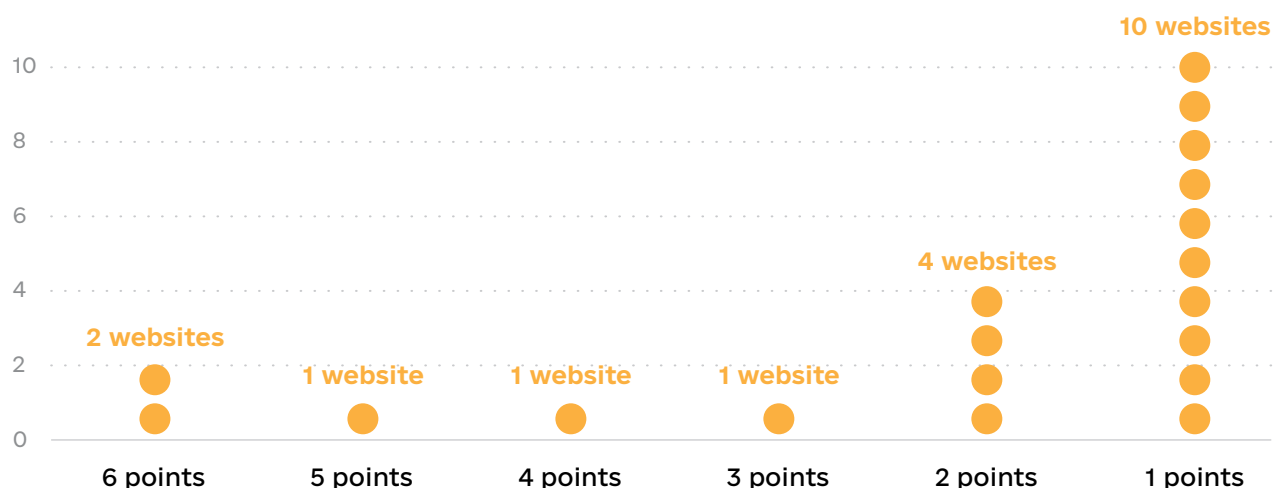 10 websites
10
8
6
4 websites
4
2 websites
2
1 website
1 website
1 website
0
6 points
5 points
4 points
3 points
2 points
1 points